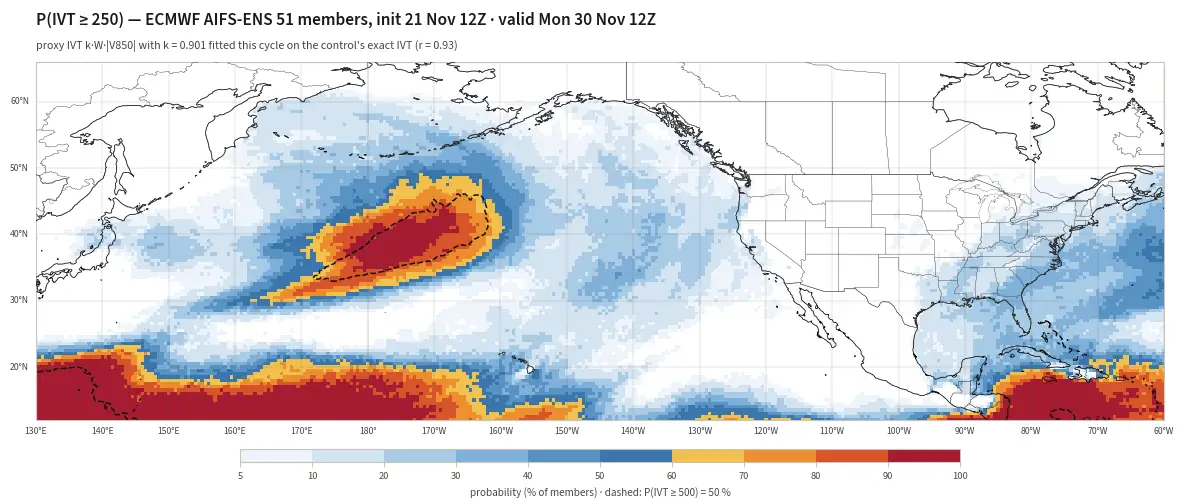 P(IVT ≥ 250) — ECMWF AIFS-ENS 51 members, init 21 Nov 12Z · valid Mon 30 Nov 12Z
proxy IVT k·W·|V850| with k = 0.901 fitted this cycle on the control's exact IVT (r = 0.93)
60°N
50°N
40°N
30°N
20°N
130°E 140°E 150°E 160°E 170°E 180° 170°W 160°W 150°W 140°W 130°W 120°W 110°W 100°W 90°W 80°W 70°W 60°W
5 10 20 30 40 50 60 70 80 90 100
probability (% of members) · dashed: P(IVT ≥ 500) = 50 %